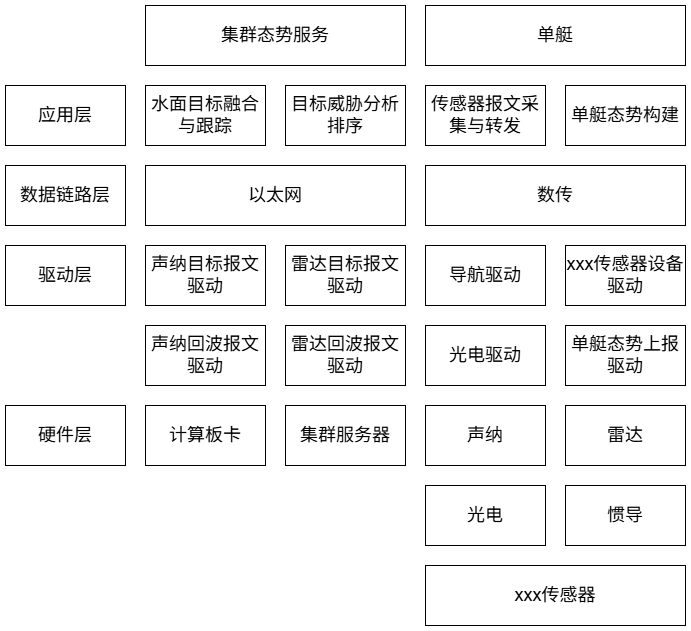 集群态势服务
单艇
应用层
水面目标融合
与跟踪
目标威胁分析
排序
传感器报文采
集与转发
单艇态势构建
数据链路层
以太网
数传
驱动层
声纳目标报文
驱动
雷达目标报文
驱动
导航驱动
xxx传感器设备
驱动
声纳回波报文
驱动
雷达回波报文
驱动
光电驱动
单艇态势上报
驱动
硬件层
计算板卡
集群服务器
声纳
雷达
光电
惯导
xxx传感器